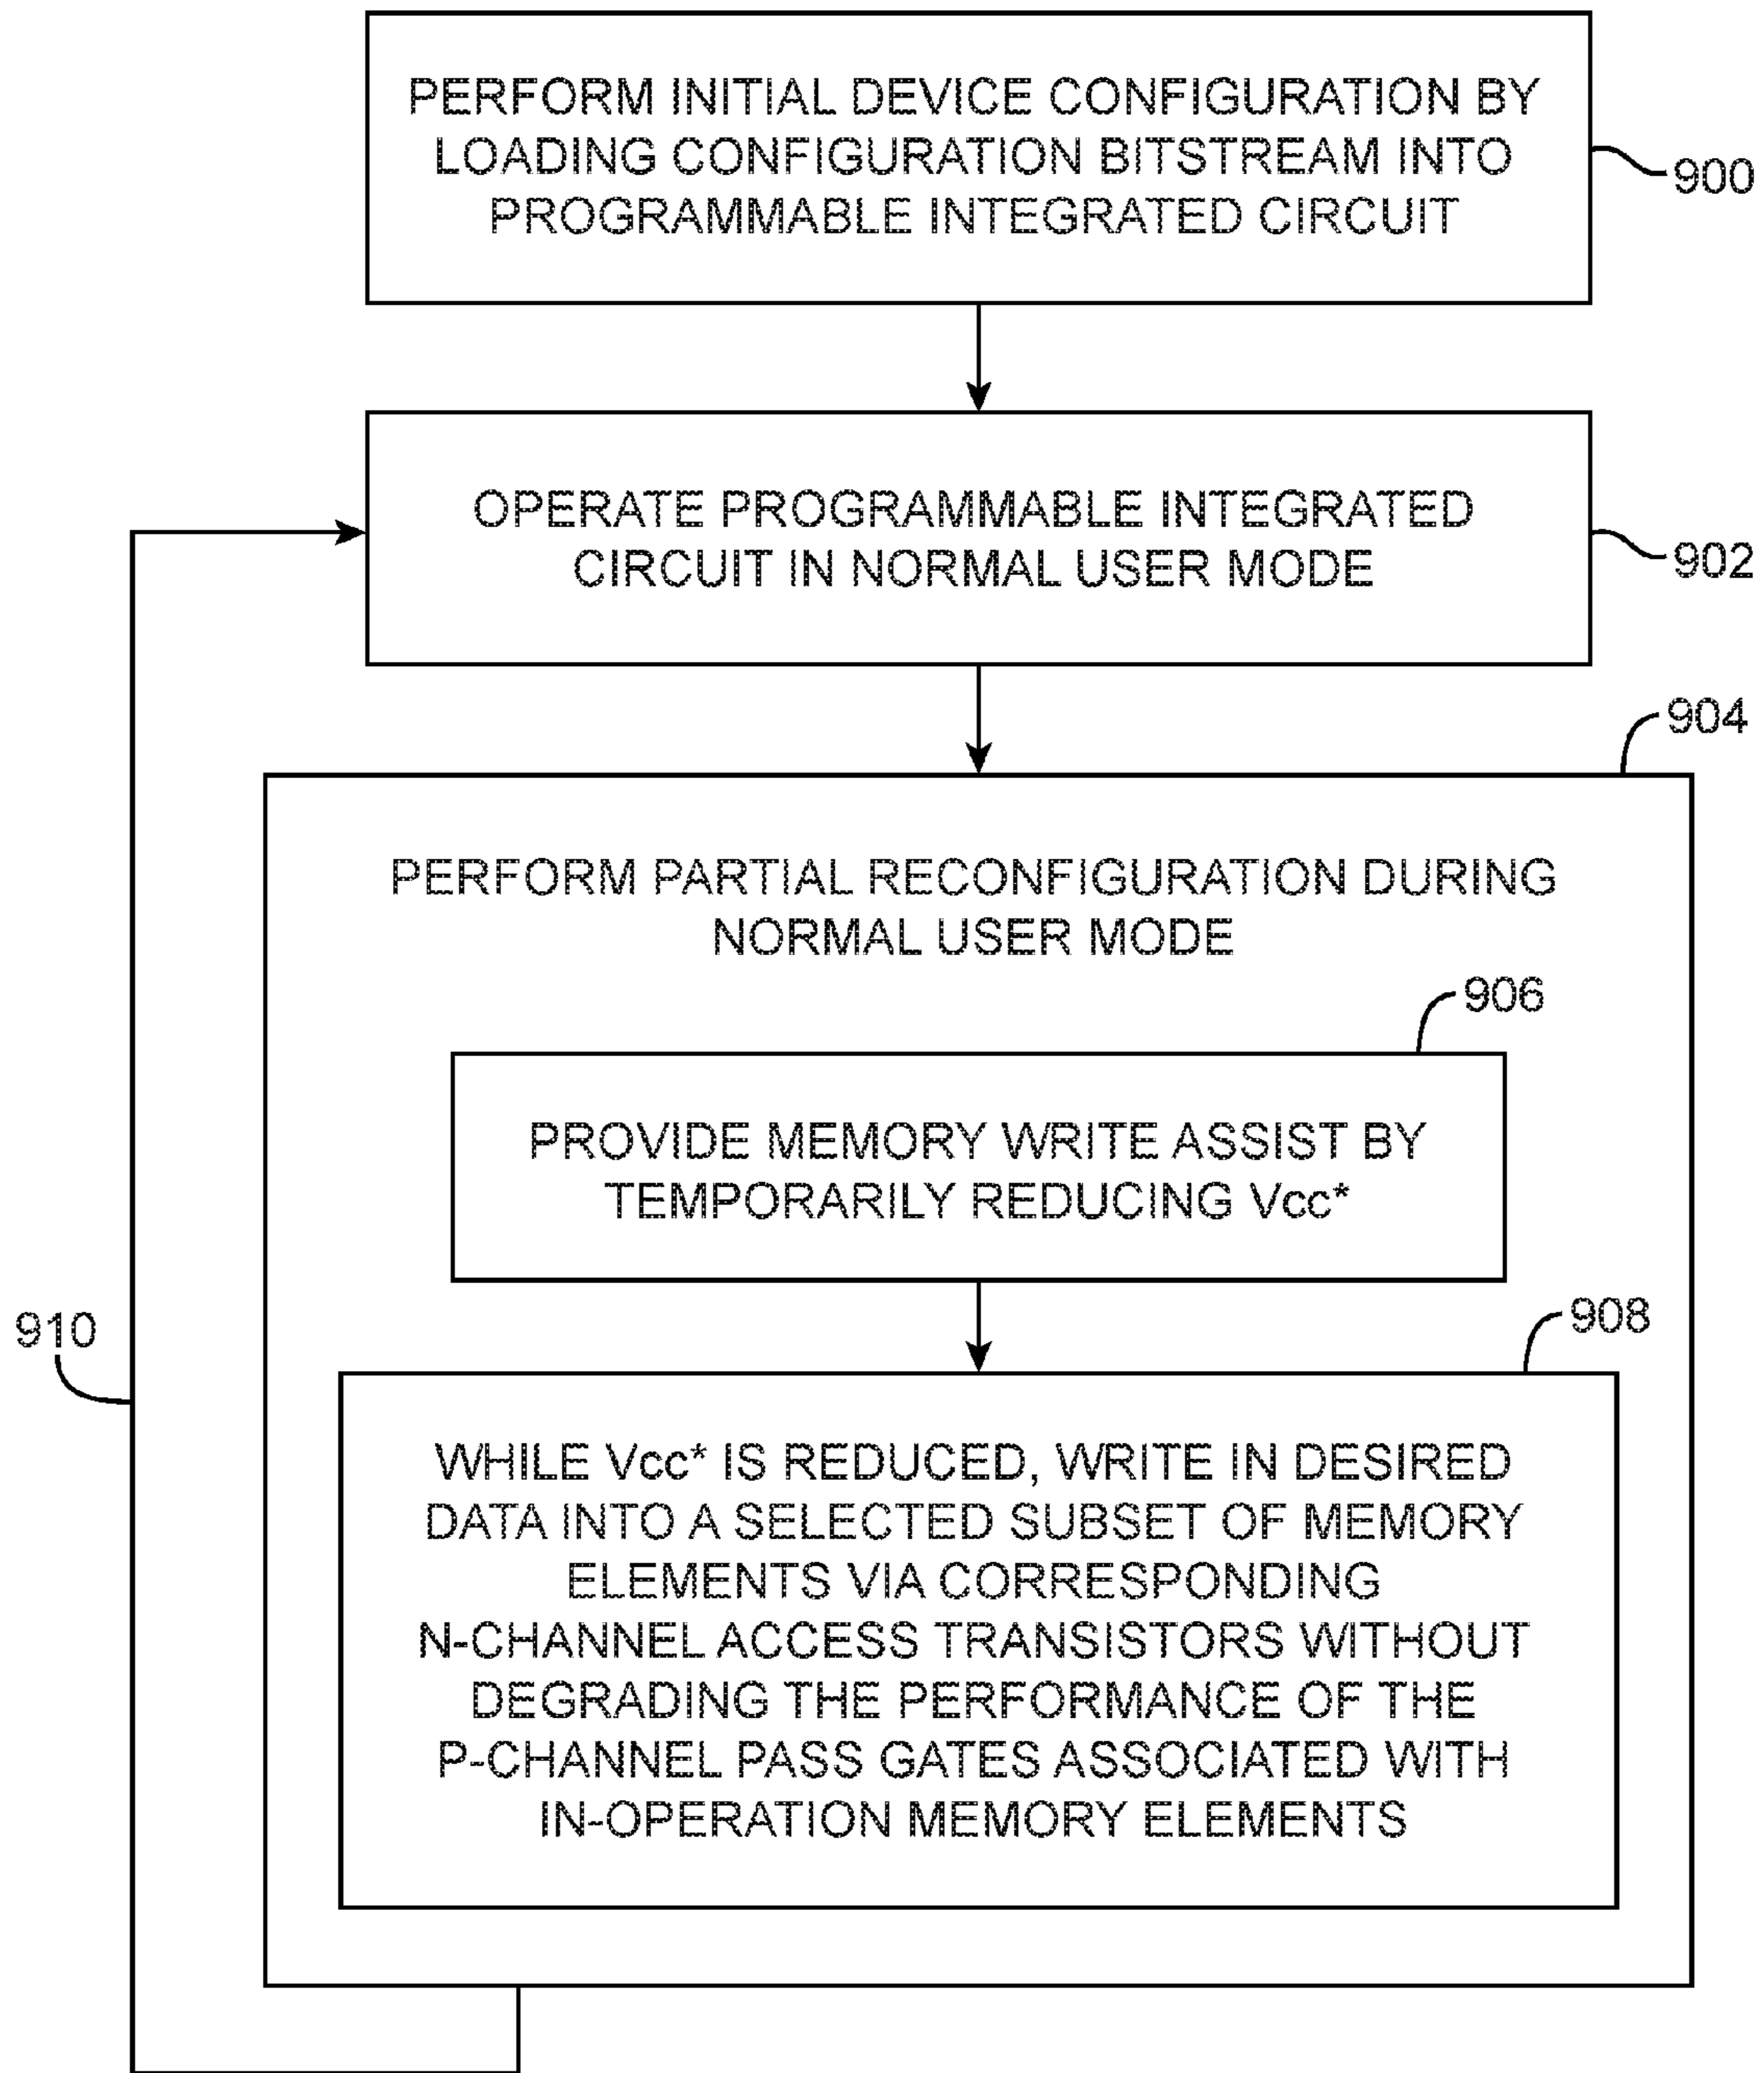 PERFORM INITIAL DEVICE CONFIGURATION BY
LOADING CONFIGURATION BITSTREAM INTO
PROGRAMMABLE INTEGRATED CIRCUIT
900
OPERATE PROGRAMMABLE INTEGRATED
CIRCUIT IN NORMAL USER MODE
902
904
PERFORM PARTIAL RECONFIGURATION DURING
NORMAL USER MODE
906
PROVIDE MEMORY WRITE ASSIST BY
TEMPORARILY REDUCING Vcc*
910
908
WHILE Vcc* IS REDUCED, WRITE IN DESIRED
DATA INTO A SELECTED SUBSET OF MEMORY
ELEMENTS VIA CORRESPONDING
N-CHANNEL ACCESS TRANSISTORS WITHOUT
DEGRADING THE PERFORMANCE OF THE
P-CHANNEL PASS GATES ASSOCIATED WITH
IN-OPERATION MEMORY ELEMENTS